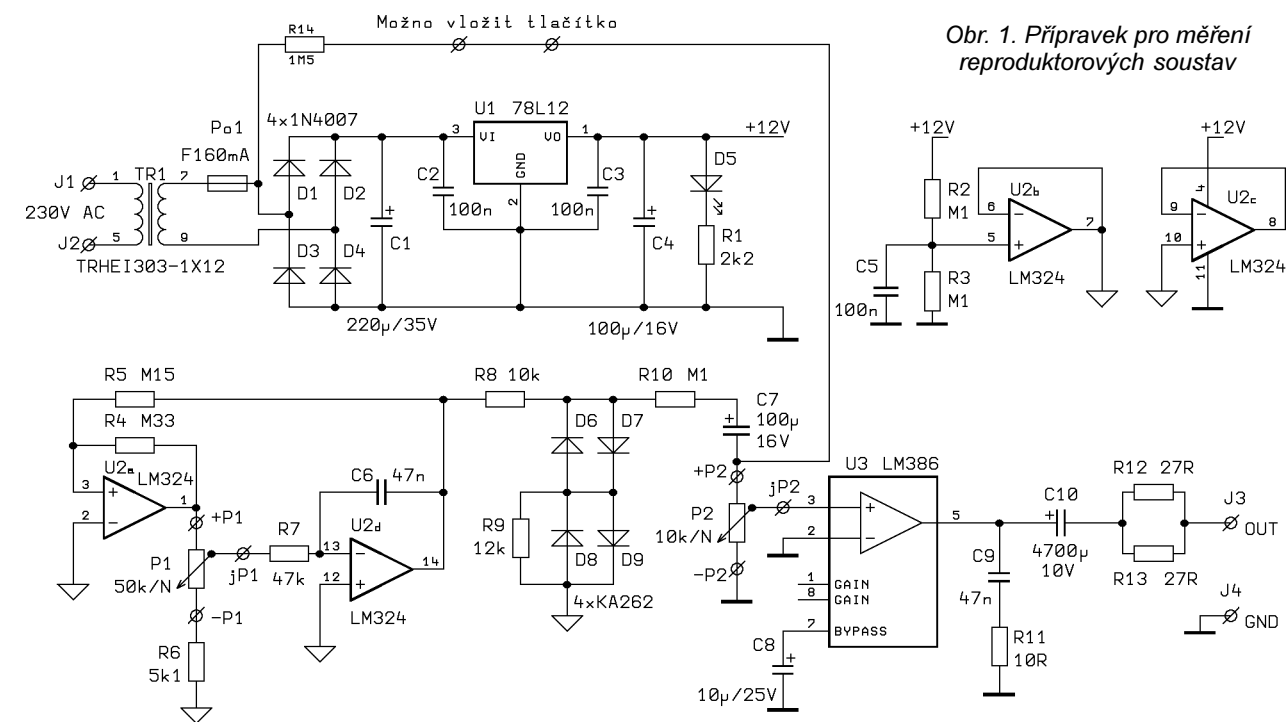 Možno vložit tlačítko
Obr. 1. Přípravek pro měření
reproduktorových soustav
R14
1M5
Po1
F160mA
4x1N4007
U1 78L12
3
VI
VO
1
GND
2
+12V
J1
1
TR1
7
230V AC
J2
5
9
TRHEI303-1X12
D1
D2
D3
D4
C1
220µ/35V
C2
100n
C3
100n
C4
100µ/16V
D5
R1
2k2
+12V
R2
M1
U2b
6
5
7
LM324
R3
M1
C5
100n
+12V
4
U2c
9
10
8
11
LM324
R5 M15
R4 M33
U2a
LM324
3
2
1
+P1
P1
50k/N
jP1
-P1
R6
5k1
R7
47k
C6 47n
U2d
13
12
14
LM324
R8 10k
R9
12k
D6
D7
D8
D9
4xKA262
R10 M1
C7
100µ
16V
+P2
P2
10k/N
jP2
-P2
U3 LM386
3
2
5
1
GAIN
8
GAIN
7
BYPASS
C8
10µ/25V
C9
47n
R11
10R
C10
4700µ
10V
R12 27R
R13 27R
J3
OUT
J4
GND